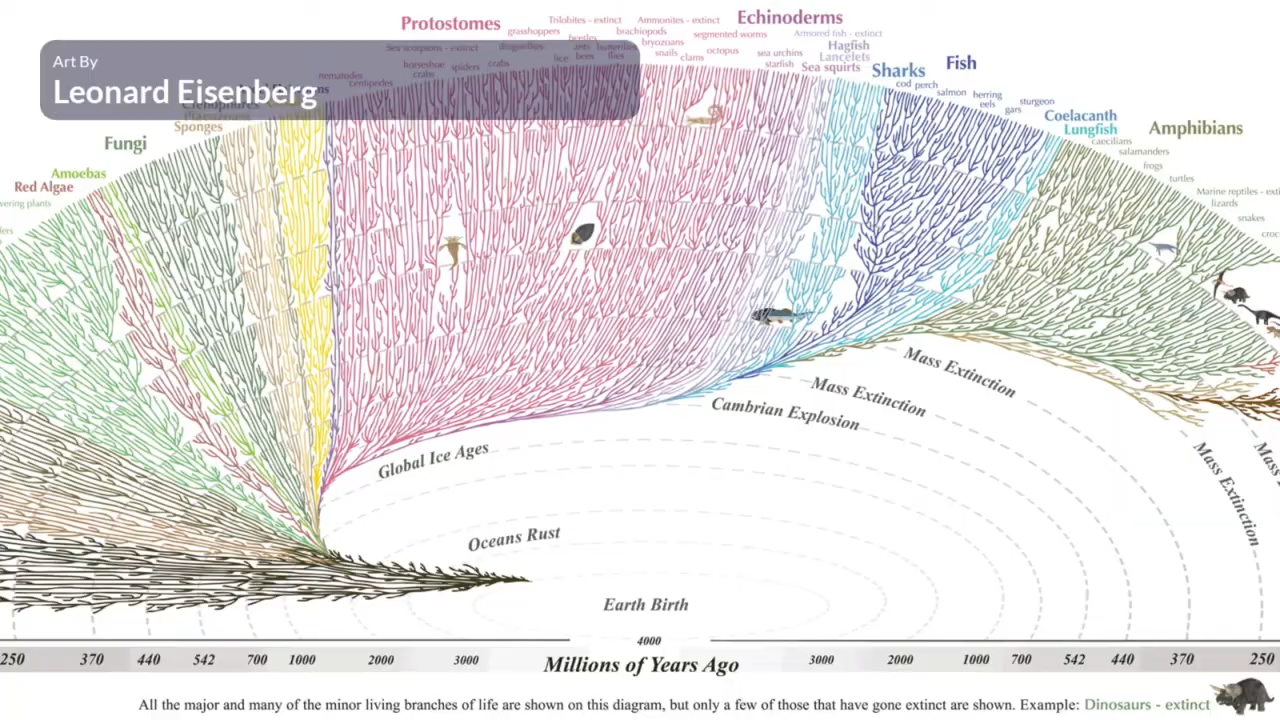 Art By
Leonard Eisenberg
Protostomes
Echinoderms
Trilobites - extinct
Ammonites - extinct
grasshoppers
brachiopods
segmented worms
Armored fish - extinct
beetles
bryozoans
Hagfish
Sea scorpions - extinct
dragonflies
ants
butterflies
snails
octopus
sea urchins
Lancelets
lice
bees
flies
clams
starfish
Sea squirts
horseshoe
crabs
spiders
crabs
nematodes
centipedes
Sharks
Fish
cod
perch
salmon
herring
eels
gars
sturgeon
Coelacanth
Lungfish
Amphibians
caecilians
salamanders
frogs
turtles
lizards
snakes
Sponges
Fungi
Amoebas
Red Algae
Mass Extinction
Mass Extinction
Cambrian Explosion
Mass Extinction
Global Ice Ages
Oceans Rust
Earth Birth
4000
250 370 440 542 700 1000 2000 3000 Millions of Years Ago 3000 2000 1000 700 542 440 370 250
All the major and many of the minor living branches of life are shown on this diagram, but only a few of those that have gone extinct are shown. Example: Dinosaurs - extinct